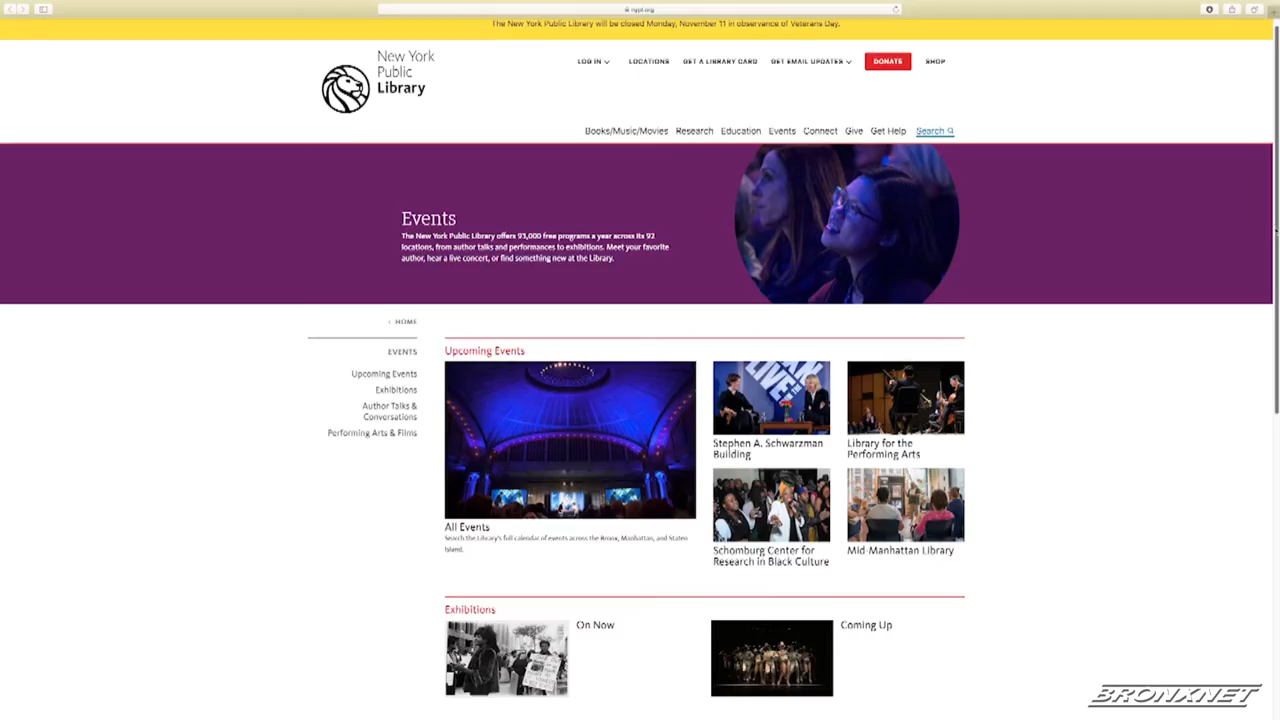 nypl.org
The New York Public Library will be closed Monday, November 11 in observance of Veterans Day.
New York
Public
Library
LOG IN
LOCATIONS
GET A LIBRARY CARD
GET EMAIL UPDATES
DONATE
SHOP
Books/Music/Movies
Research
Education
Events
Connect
Give
Get Help
Search
Events
The New York Public Library offers 93,000 free programs a year across its 92
locations, from author talks and performances to exhibitions. Meet your favorite
author, hear a live concert, or find something new at the Library.
HOME
EVENTS
Upcoming Events
Exhibitions
Author Talks &
Conversations
Performing Arts & Films
Upcoming Events
All Events
Search the Library's full calendar of events across the Bronx, Manhattan, and Staten
Island.
LIVE
Stephen A. Schwarzman
Building
Library for the
Performing Arts
Schomburg Center for
Research in Black Culture
Mid-Manhattan Library
Exhibitions
On Now
Coming Up
BRONXNET